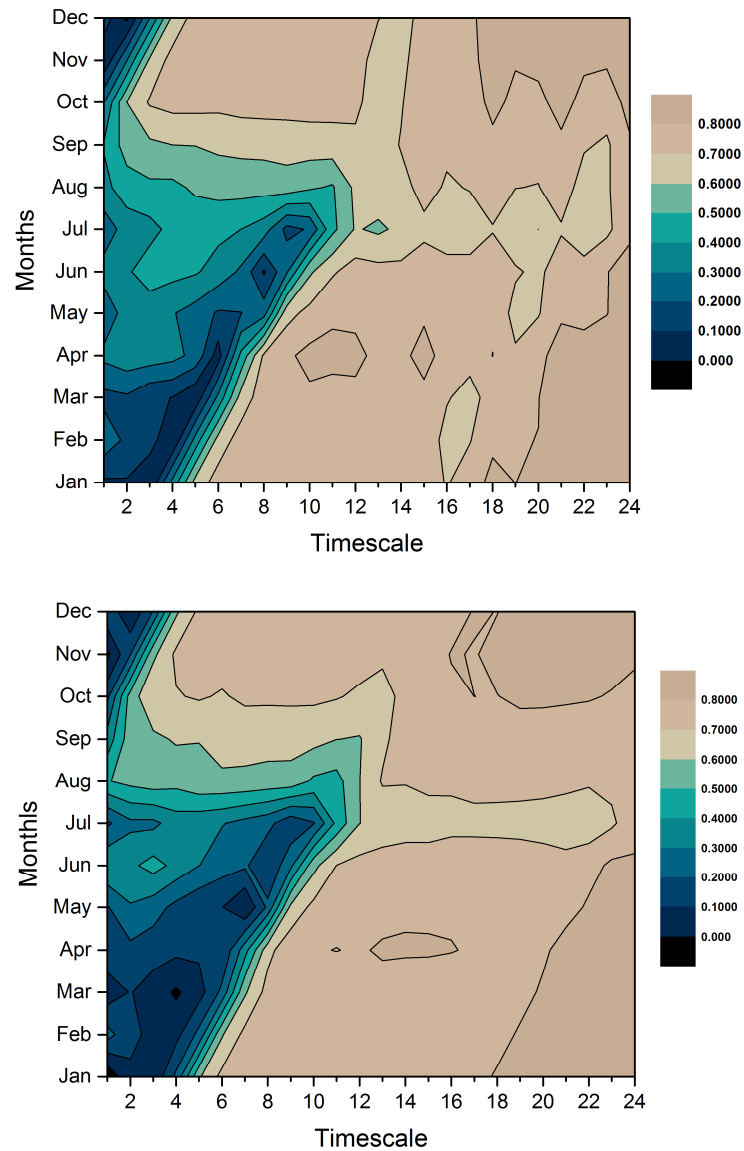 Dec
Nov
Oct
Sep
Aug
Jul
Jun
May
Apr
Mar
Feb
Jan
Months
2 4 6 8 10 12 14 16 18 20 22 24
Timescale
0.8000
0.7000
0.6000
0.5000
0.4000
0.3000
0.2000
0.1000
0.000
Dec
Nov
Oct
Sep
Aug
Jul
Jun
May
Apr
Mar
Feb
Jan
Monthls
2 4 6 8 10 12 14 16 18 20 22 24
Timescale
0.8000
0.7000
0.6000
0.5000
0.4000
0.3000
0.2000
0.1000
0.000